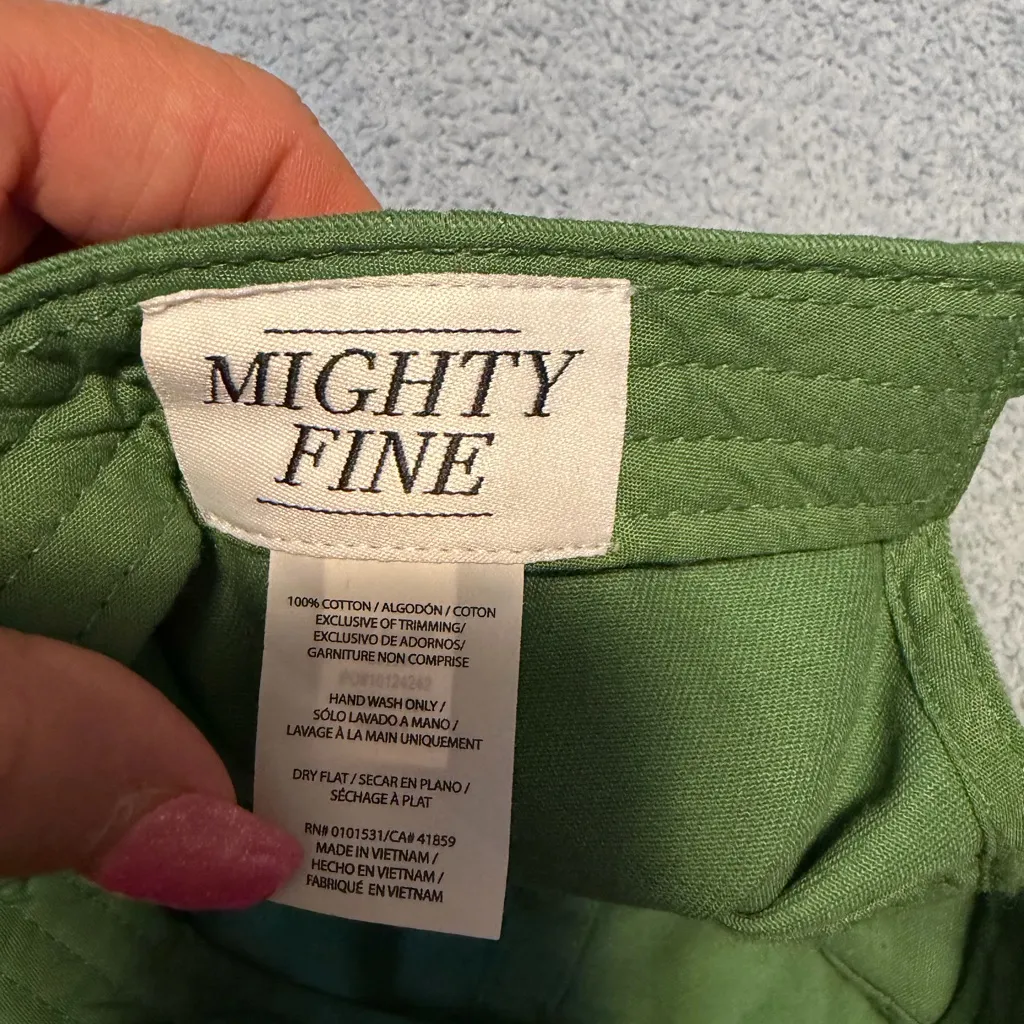 MIGHTY
FINE
100% COTTON / ALGODÓN / COTON
EXCLUSIVE OF TRIMMING/
EXCLUSIVO DE ADORNOS/
GARNITURE NON COMPRISE
HAND WASH ONLY /
SÓLO LAVADO A MANO /
LAVAGE À LA MAIN UNIQUEMENT
DRY FLAT / SECAR EN PLANO /
SÉCHAGE À PLAT
RN# 0101531/CA# 41859
MADE IN VIETNAM /
HECHO EN VIETNAM /
FABRIQUÉ EN VIETNAM